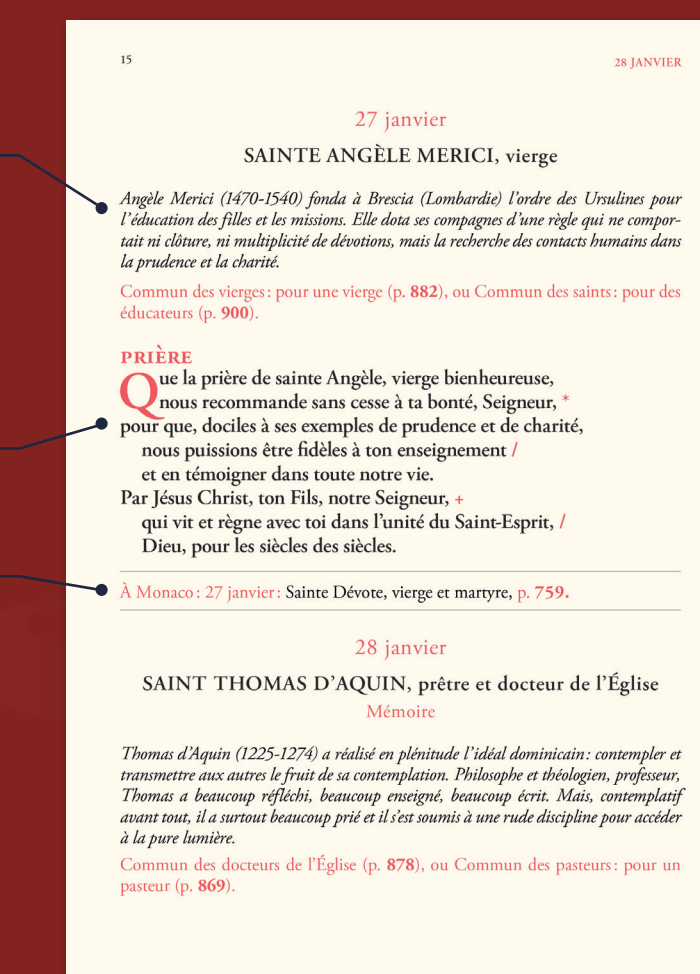 15
28 JANVIER
27 janvier
SAINTE ANGÈLE MERICI, vierge
Angèle Merici (1470-1540) fonda à Brescia (Lombardie) l’ordre des Ursulines pour
l’éducation des filles et les missions. Elle dota ses compagnes d’une règle qui ne compor-
tait ni clôture, ni multiplicité de dévotions, mais la recherche des contacts humains dans
la prudence et la charité.
Commun des vierges : pour une vierge (p. 882), ou Commun des saints : pour des
éducateurs (p. 900).
PRIÈRE
Que la prière de sainte Angèle, vierge bienheureuse,
nous recommande sans cesse à ta bonté, Seigneur, *
pour que, dociles à ses exemples de prudence et de charité,
nous puissions être fidèles à ton enseignement /
et en témoigner dans toute notre vie.
Par Jésus Christ, ton Fils, notre Seigneur, +
qui vit et règne avec toi dans l’unité du Saint-Esprit, /
Dieu, pour les siècles des siècles.
À Monaco : 27 janvier : Sainte Dévote, vierge et martyre, p. 759.
28 janvier
SAINT THOMAS D’AQUIN, prêtre et docteur de l’Église
Mémoire
Thomas d’Aquin (1225-1274) a réalisé en plénitude l’idéal dominicain : contempler et
transmettre aux autres le fruit de sa contemplation. Philosophe et théologien, professeur,
Thomas a beaucoup réfléchi, beaucoup enseigné, beaucoup écrit. Mais, contemplatif
avant tout, il a surtout beaucoup prié et il s’est soumis à une rude discipline pour accéder
à la pure lumière.
Commun des docteurs de l’Église (p. 878), ou Commun des pasteurs : pour un
pasteur (p. 869).